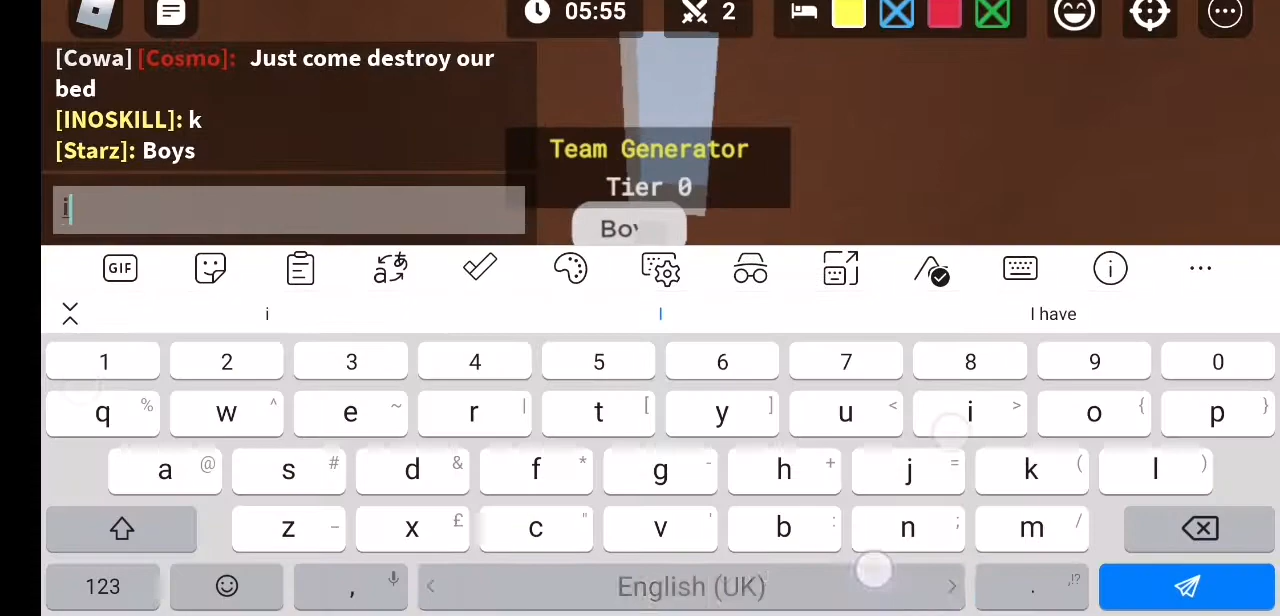 05:55
2
[Cowa] [Cosmo]: Just come destroy our
bed
[INOSKILL]: k
[Starz]: Boys
Team Generator
Tier 0
i
GIF
i I I have
1 2 3 4 5 6 7 8 9 0
q % w ^ e ~ r | t [ y ] u < i > o { p }
a @ s # d & f * g - h + j = k ( l )
z _ x £ c " v ' b : n ; m /
123 , < English (UK) > . ,!?